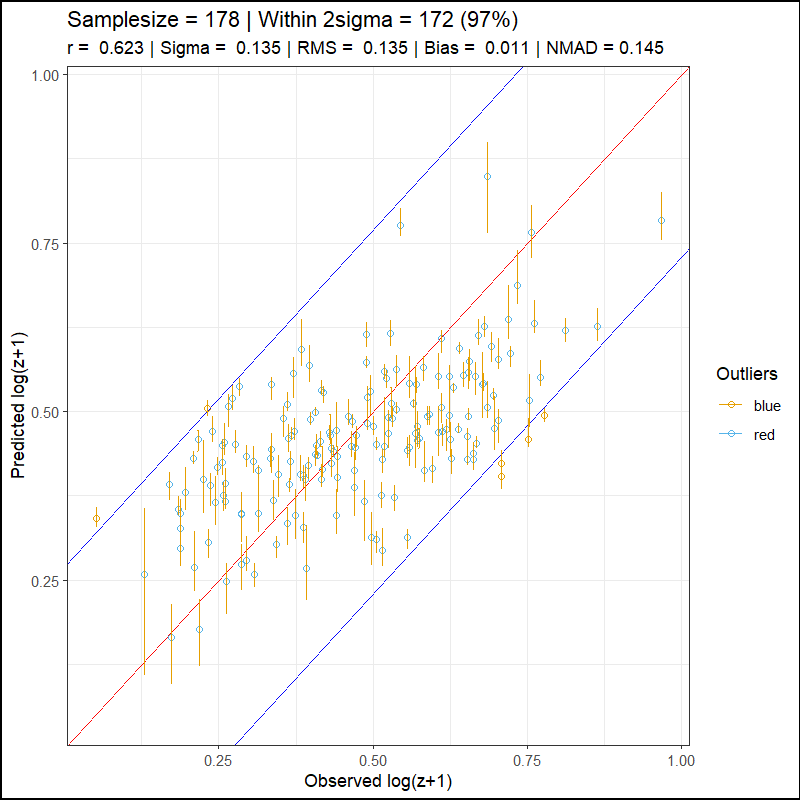 Samplesize = 178 | Within 2sigma = 172 (97%)
r =  0.623 | Sigma =  0.135 | RMS =  0.135 | Bias =  0.011 | NMAD = 0.145
1.00
0.75
0.50
0.25
Predicted log(z+1)
0.25 0.50 0.75 1.00
Observed log(z+1)
Outliers
blue
red